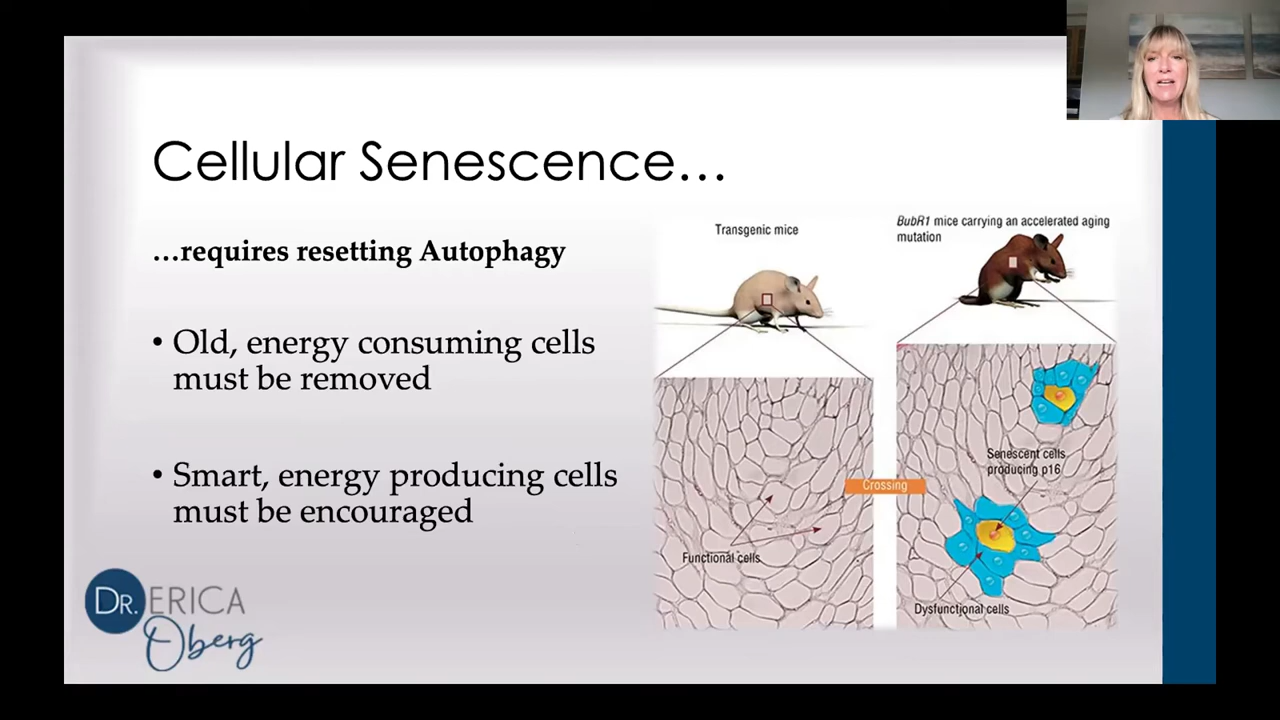 Cellular Senescence…
…requires resetting Autophagy
• Old, energy consuming cells
must be removed
• Smart, energy producing cells
must be encouraged
Transgenic mice
BubR1 mice carrying an accelerated aging
mutation
Senescent cells
producing p16
Crossing
Functional cells
Dysfunctional cells
DR. ERICA
Oberg